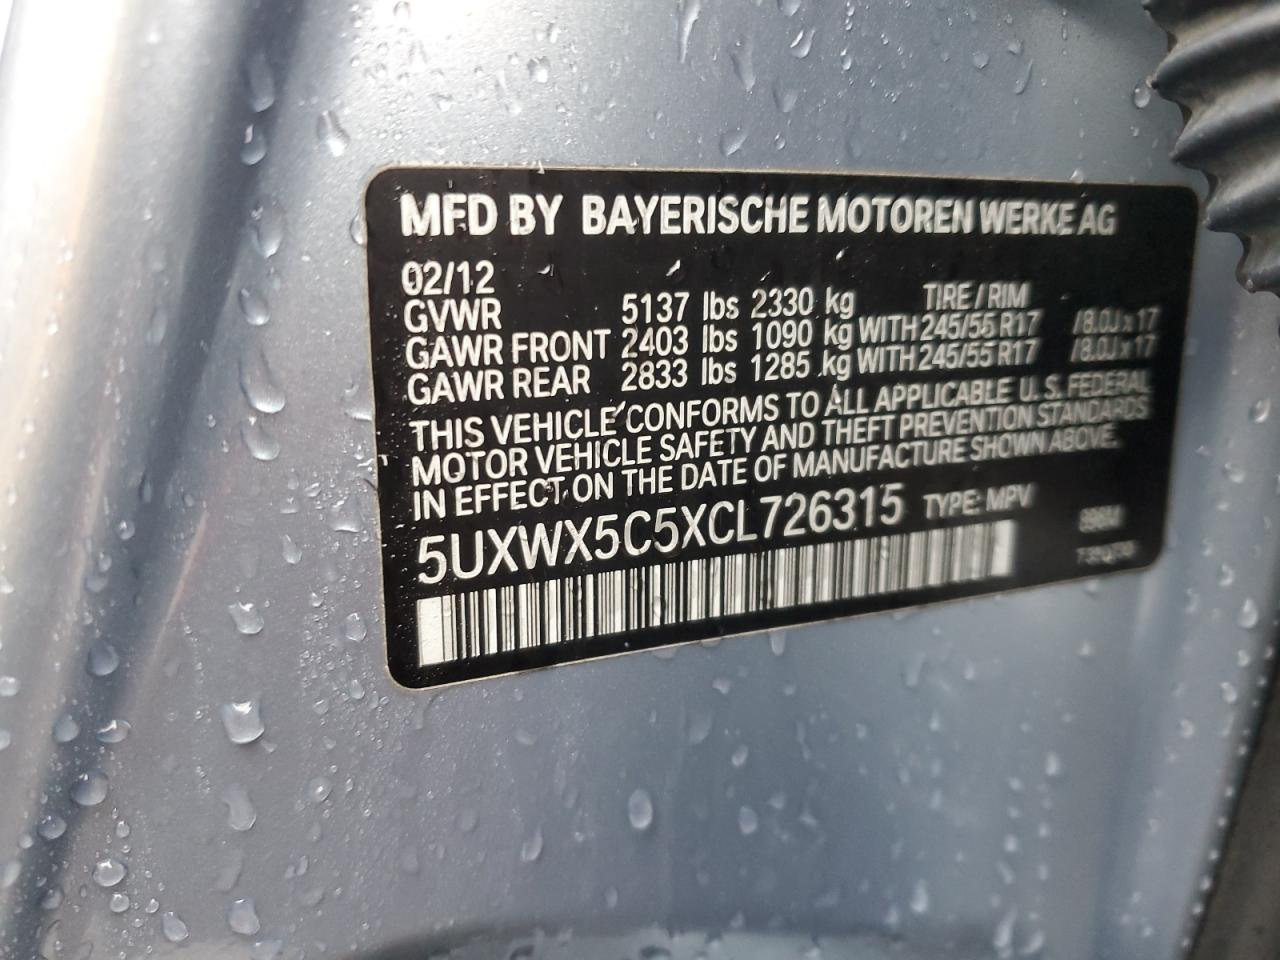 MFD BY BAYERISCHE MOTOREN WERKE AG
02/12
TIRE / RIM
GVWR 5137 lbs 2330 kg
GAWR FRONT 2403 lbs 1090 kg WITH 245/55 R17 /8.0Jx17
GAWR REAR 2833 lbs 1285 kg WITH 245/55 R17 /8.0Jx17
THIS VEHICLE CONFORMS TO ALL APPLICABLE U.S. FEDERAL
MOTOR VEHICLE SAFETY AND THEFT PREVENTION STANDARDS
IN EFFECT ON THE DATE OF MANUFACTURE SHOWN ABOVE.
5UXWX5C5XCL726315 TYPE: MPV